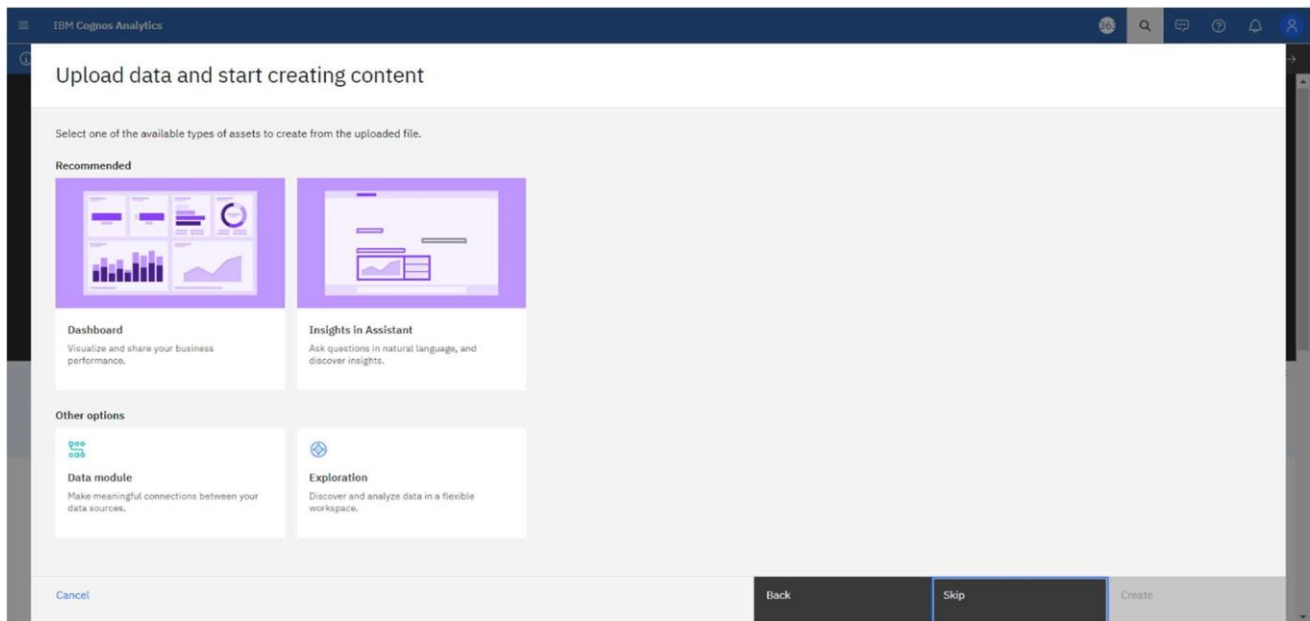 IBM Cognos Analytics
36
Upload data and start creating content
Select one of the available types of assets to create from the uploaded file.
Recommended
Dashboard
Visualize and share your business
performance.
Insights in Assistant
Ask questions in natural language, and
discover insights.
Other options
Data module
Make meaningful connections between your
data sources.
Exploration
Discover and analyze data in a flexible
workspace.
Cancel
Back
Skip
Create